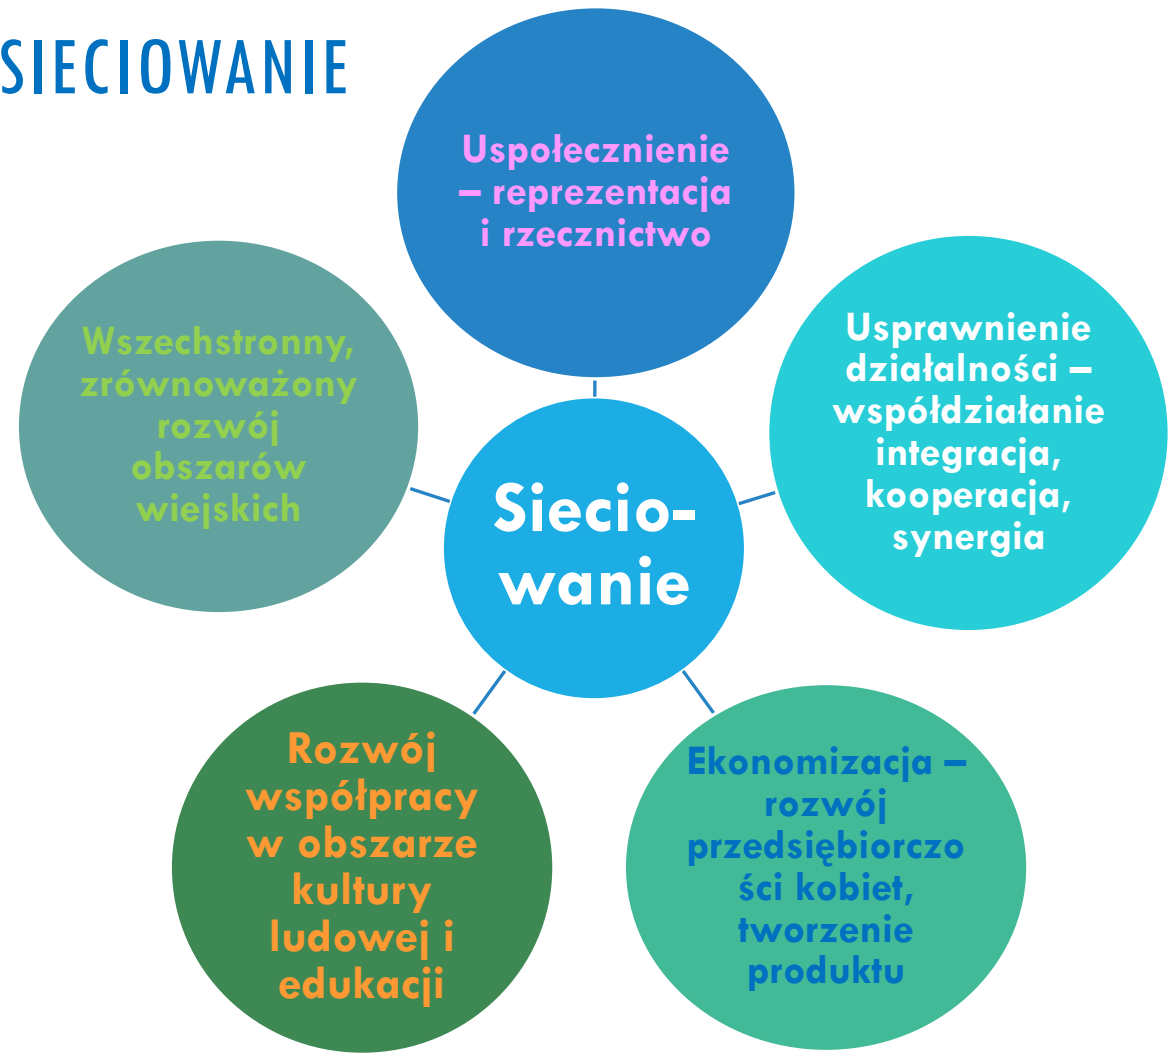 SIECIOWANIE
Uspołecznienie
– reprezentacja
i rzecznictwo
Usprawnienie
działalności –
współdziałanie
integracja,
kooperacja,
synergia
Ekonomizacja –
rozwój
przedsiębiorczo
ści kobiet,
tworzenie
produktu
Rozwój
współpracy
w obszarze
kultury
ludowej i
edukacji
Wszechstronny,
zrównoważony
rozwój
obszarów
wiejskich
Siecio-
wanie